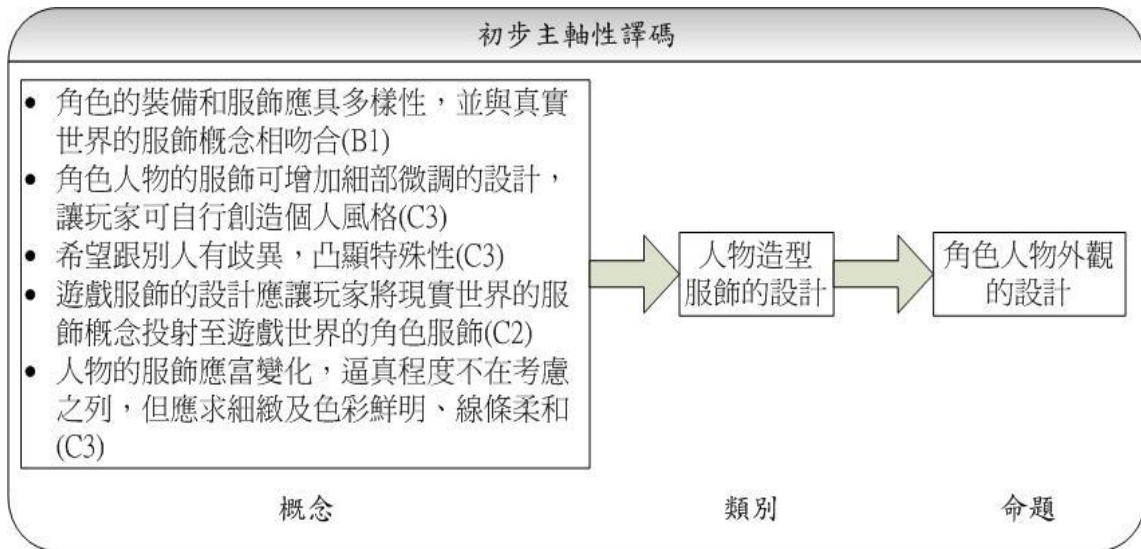 初步主軸性譯碼
• 角色的裝備和服飾應具多樣性，並與真實
世界的服飾概念相吻合(B1)
• 角色人物的服飾可增加細部微調的設計，
讓玩家可自行創造個人風格(C3)
• 希望跟別人有歧異，凸顯特殊性(C3)
• 遊戲服飾的設計應讓玩家將現實世界的服
飾概念投射至遊戲世界的角色服飾(C2)
• 人物的服飾應富變化，逼真程度不在考慮
之列，但應求細緻及色彩鮮明、線條柔和
(C3)
人物造型
服飾的設計
角色人物外觀
的設計
概念
類別
命題